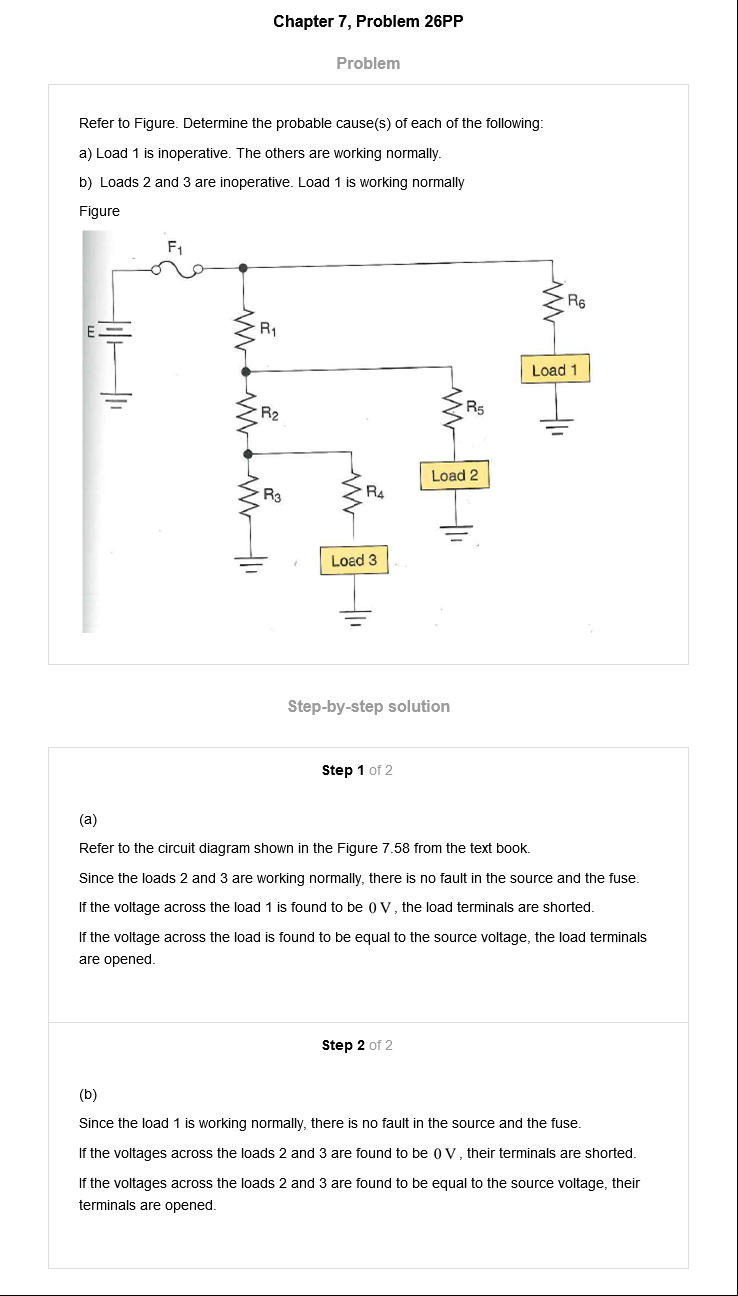 Chapter 7, Problem 26PP
Problem
Refer to Figure. Determine the probable cause(s) of each of the following:
a) Load 1 is inoperative. The others are working normally.
b) Loads 2 and 3 are inoperative. Load 1 is working normally
Figure
F1
R6
E
R1
Load 1
R2
R5
Load 2
R3
R4
Load 3
Step-by-step solution
Step 1 of 2
(a)
Refer to the circuit diagram shown in the Figure 7.58 from the text book.
Since the loads 2 and 3 are working normally, there is no fault in the source and the fuse.
If the voltage across the load 1 is found to be 0 V, the load terminals are shorted.
If the voltage across the load is found to be equal to the source voltage, the load terminals
are opened.
Step 2 of 2
(b)
Since the load 1 is working normally, there is no fault in the source and the fuse.
If the voltages across the loads 2 and 3 are found to be 0 V, their terminals are shorted.
If the voltages across the loads 2 and 3 are found to be equal to the source voltage, their
terminals are opened.